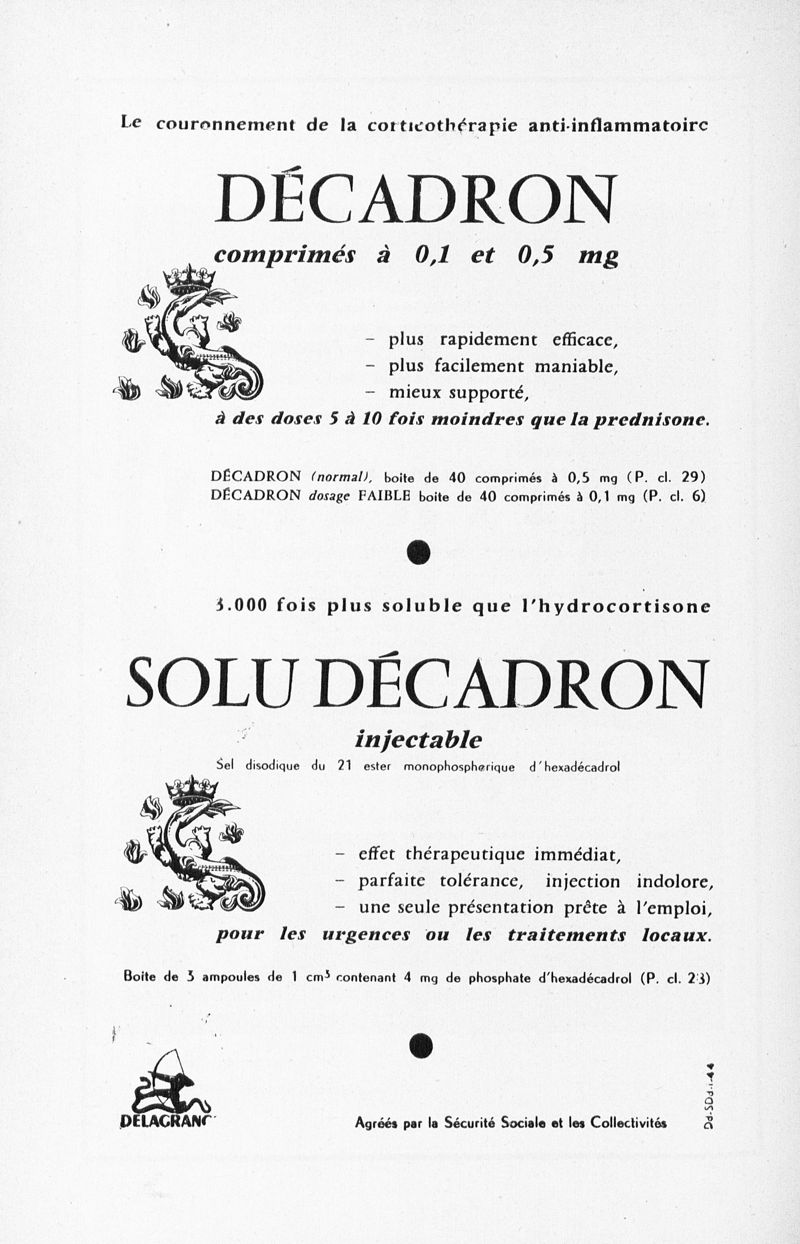 Le couronnement de la corticothérapie anti-inflammatoire
DÉCADRON
comprimés à 0,1 et 0,5 mg
– plus rapidement efficace,
– plus facilement maniable,
– mieux supporté,
à des doses 5 à 10 fois moindres que la prednisone.
DÉCADRON (normal), boite de 40 comprimés à 0,5 mg (P. cl. 29)
DÉCADRON dosage FAIBLE boite de 40 comprimés à 0,1 mg (P. cl. 6)
3.000 fois plus soluble que l'hydrocortisone
SOLU DÉCADRON
injectable
Sel disodique du 21 ester monophosphorique d'hexadécadrol
– effet thérapeutique immédiat,
– parfaite tolérance, injection indolore,
– une seule présentation prête à l'emploi,
pour les urgences ou les traitements locaux.
Boite de 3 ampoules de 1 cm³ contenant 4 mg de phosphate d'hexadécadrol (P. cl. 23)
DELAGRANGE
Agréés par la Sécurité Sociale et les Collectivités